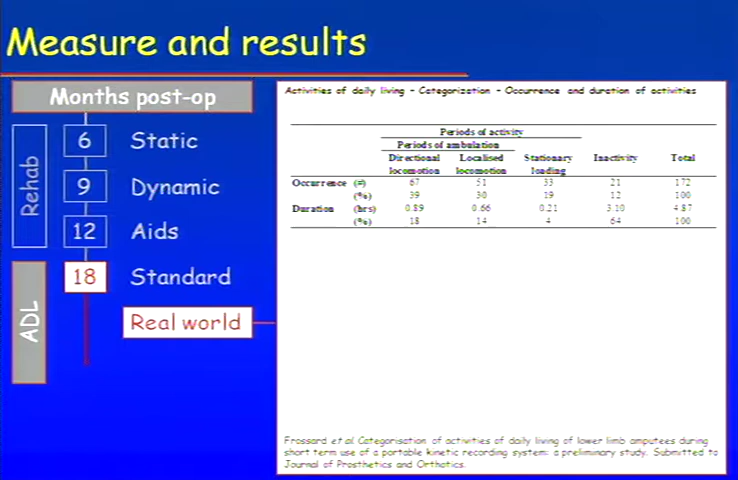 Measure and results
Months post-op
Rehab
6 Static
9 Dynamic
12 Aids
ADL
18 Standard
Real world
Activities of daily living - Categorization - Occurrence and duration of activities
Periods of activity
Periods of ambulation
Directional Localised Stationary Inactivity Total
locomotion locomotion loading
Occurrence (#) 67 51 33 21 172
(%) 39 30 19 12 100
Duration (hrs) 0.89 0.66 0.21 3.10 4.87
(%) 18 14 4 64 100
Frossard et al Categorisation of activities of daily living of lower limb amputees during
short term use of a portable kinetic recording system: a preliminary study. Submitted to
Journal of Prosthetics and Orthotics.